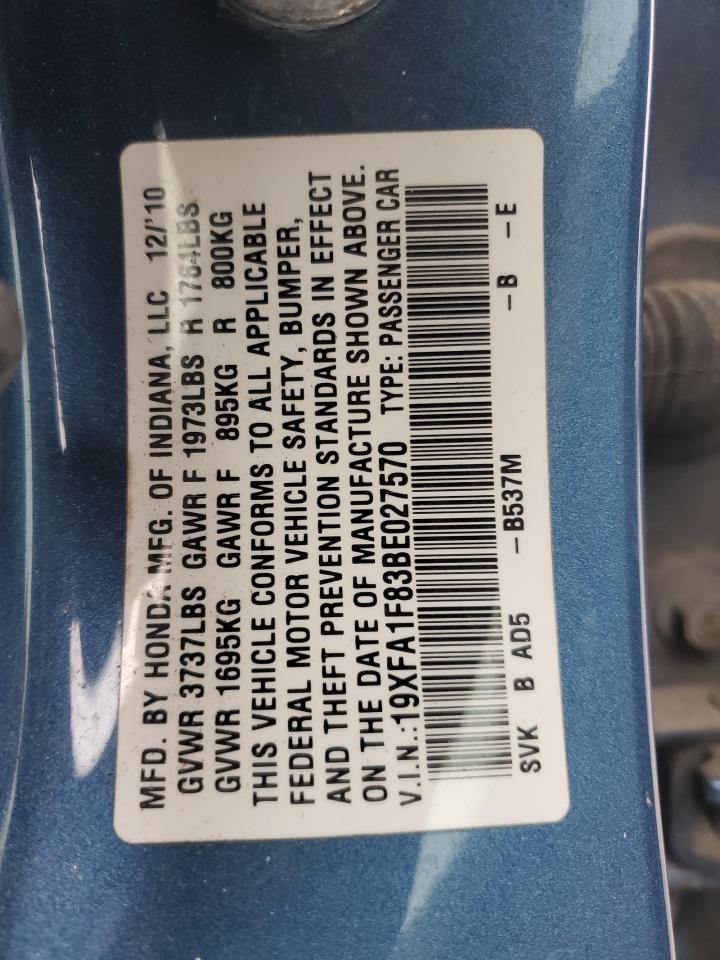 MFD. BY HONDA MFG. OF INDIANA, LLC 12/'10
GVWR 3737LBS GAWR F 1973LBS R 1764LBS
GVWR 1695KG GAWR F 895KG R 800KG
THIS VEHICLE CONFORMS TO ALL APPLICABLE
FEDERAL MOTOR VEHICLE SAFETY, BUMPER,
AND THEFT PREVENTION STANDARDS IN EFFECT
ON THE DATE OF MANUFACTURE SHOWN ABOVE.
V.I.N.:19XFA1F83BE027570 TYPE: PASSENGER CAR
SVK B AD5 –B537M –B –E